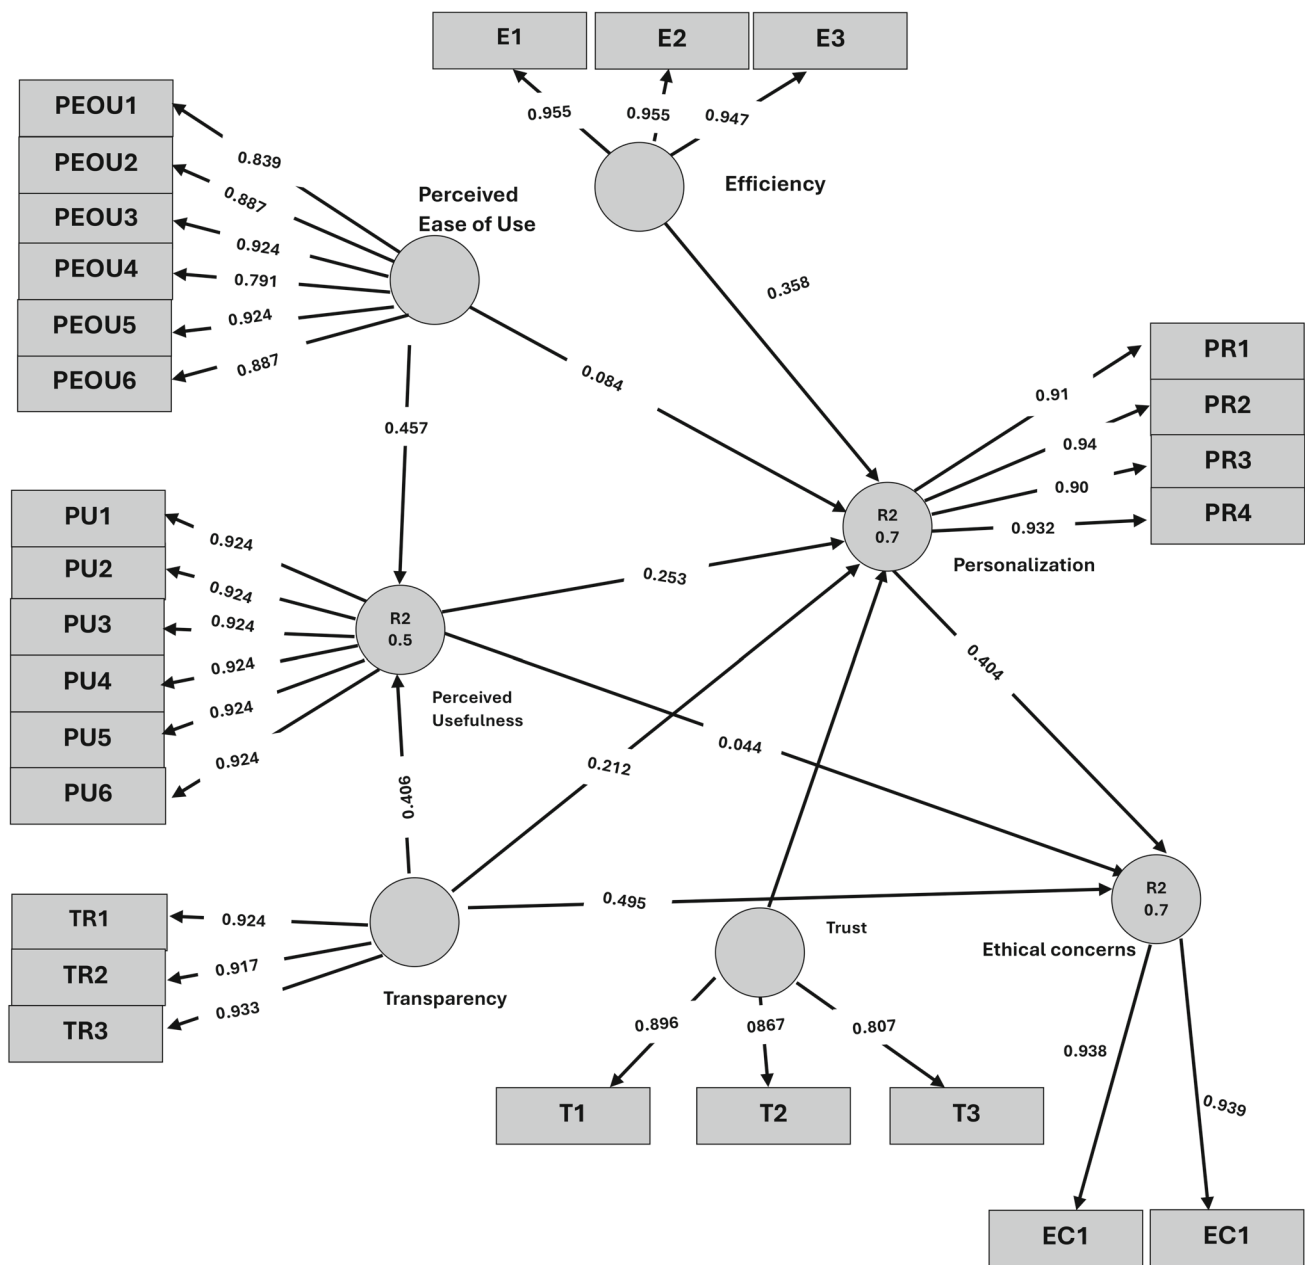 E1
E2
E3
0.955
0.955
0.947
Efficiency
PEOU1
PEOU2
PEOU3
PEOU4
PEOU5
PEOU6
0.839
0.887
0.924
0.791
0.924
0.887
Perceived
Ease of Use
0.358
0.084
0.457
PR1
PR2
PR3
PR4
0.91
0.94
0.90
0.932
R2
0.7
Personalization
PU1
PU2
PU3
PU4
PU5
PU6
0.924
0.924
0.924
0.924
0.924
0.924
R2
0.5
Perceived
Usefulness
0.253
0.404
0.044
0.212
0.406
TR1
TR2
TR3
0.924
0.917
0.933
Transparency
0.495
Trust
R2
0.7
Ethical concerns
0.896
0867
0.807
T1
T2
T3
0.938
0.939
EC1
EC1